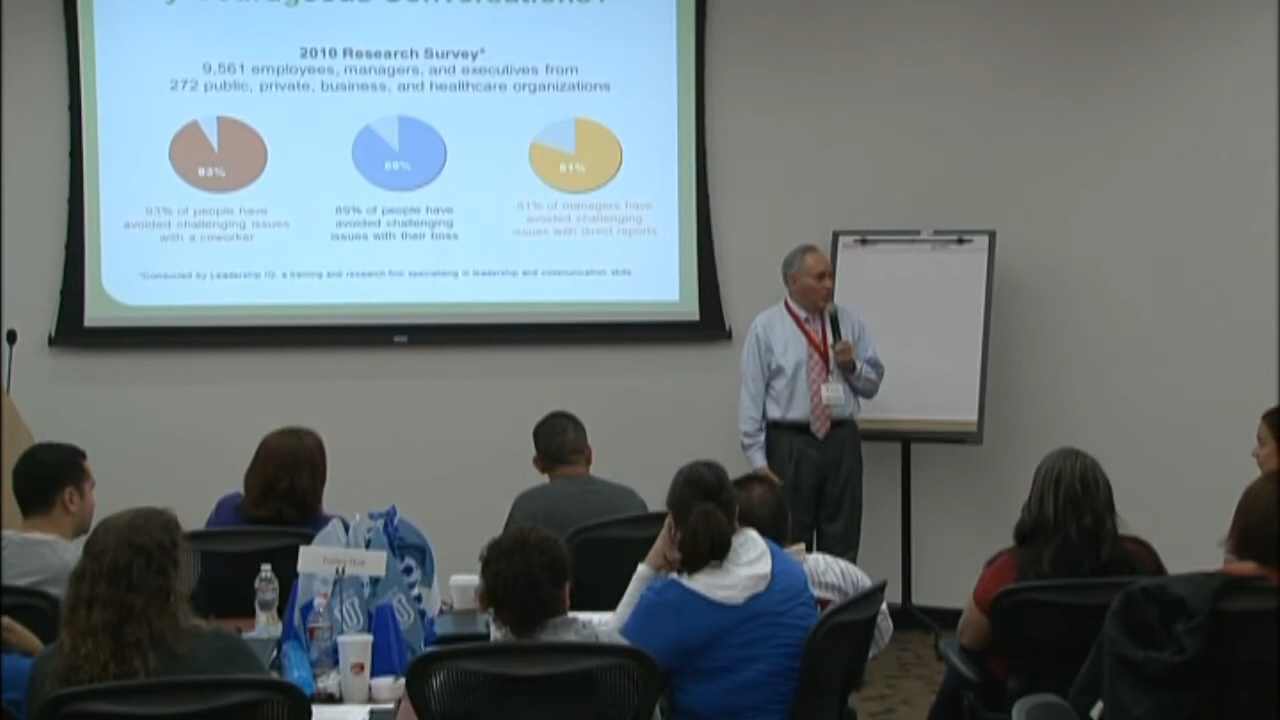 Courageous Conversations?
2010 Research Survey*
9,561 employees, managers, and executives from
272 public, private, business, and healthcare organizations
93%
89%
81%
93% of people have
avoided challenging issues
with a coworker
89% of people have
avoided challenging
issues with their boss
81% of managers have
avoided challenging
issues with direct reports
*Conducted by Leadership IQ, a training and research firm specializing in leadership and communication skills